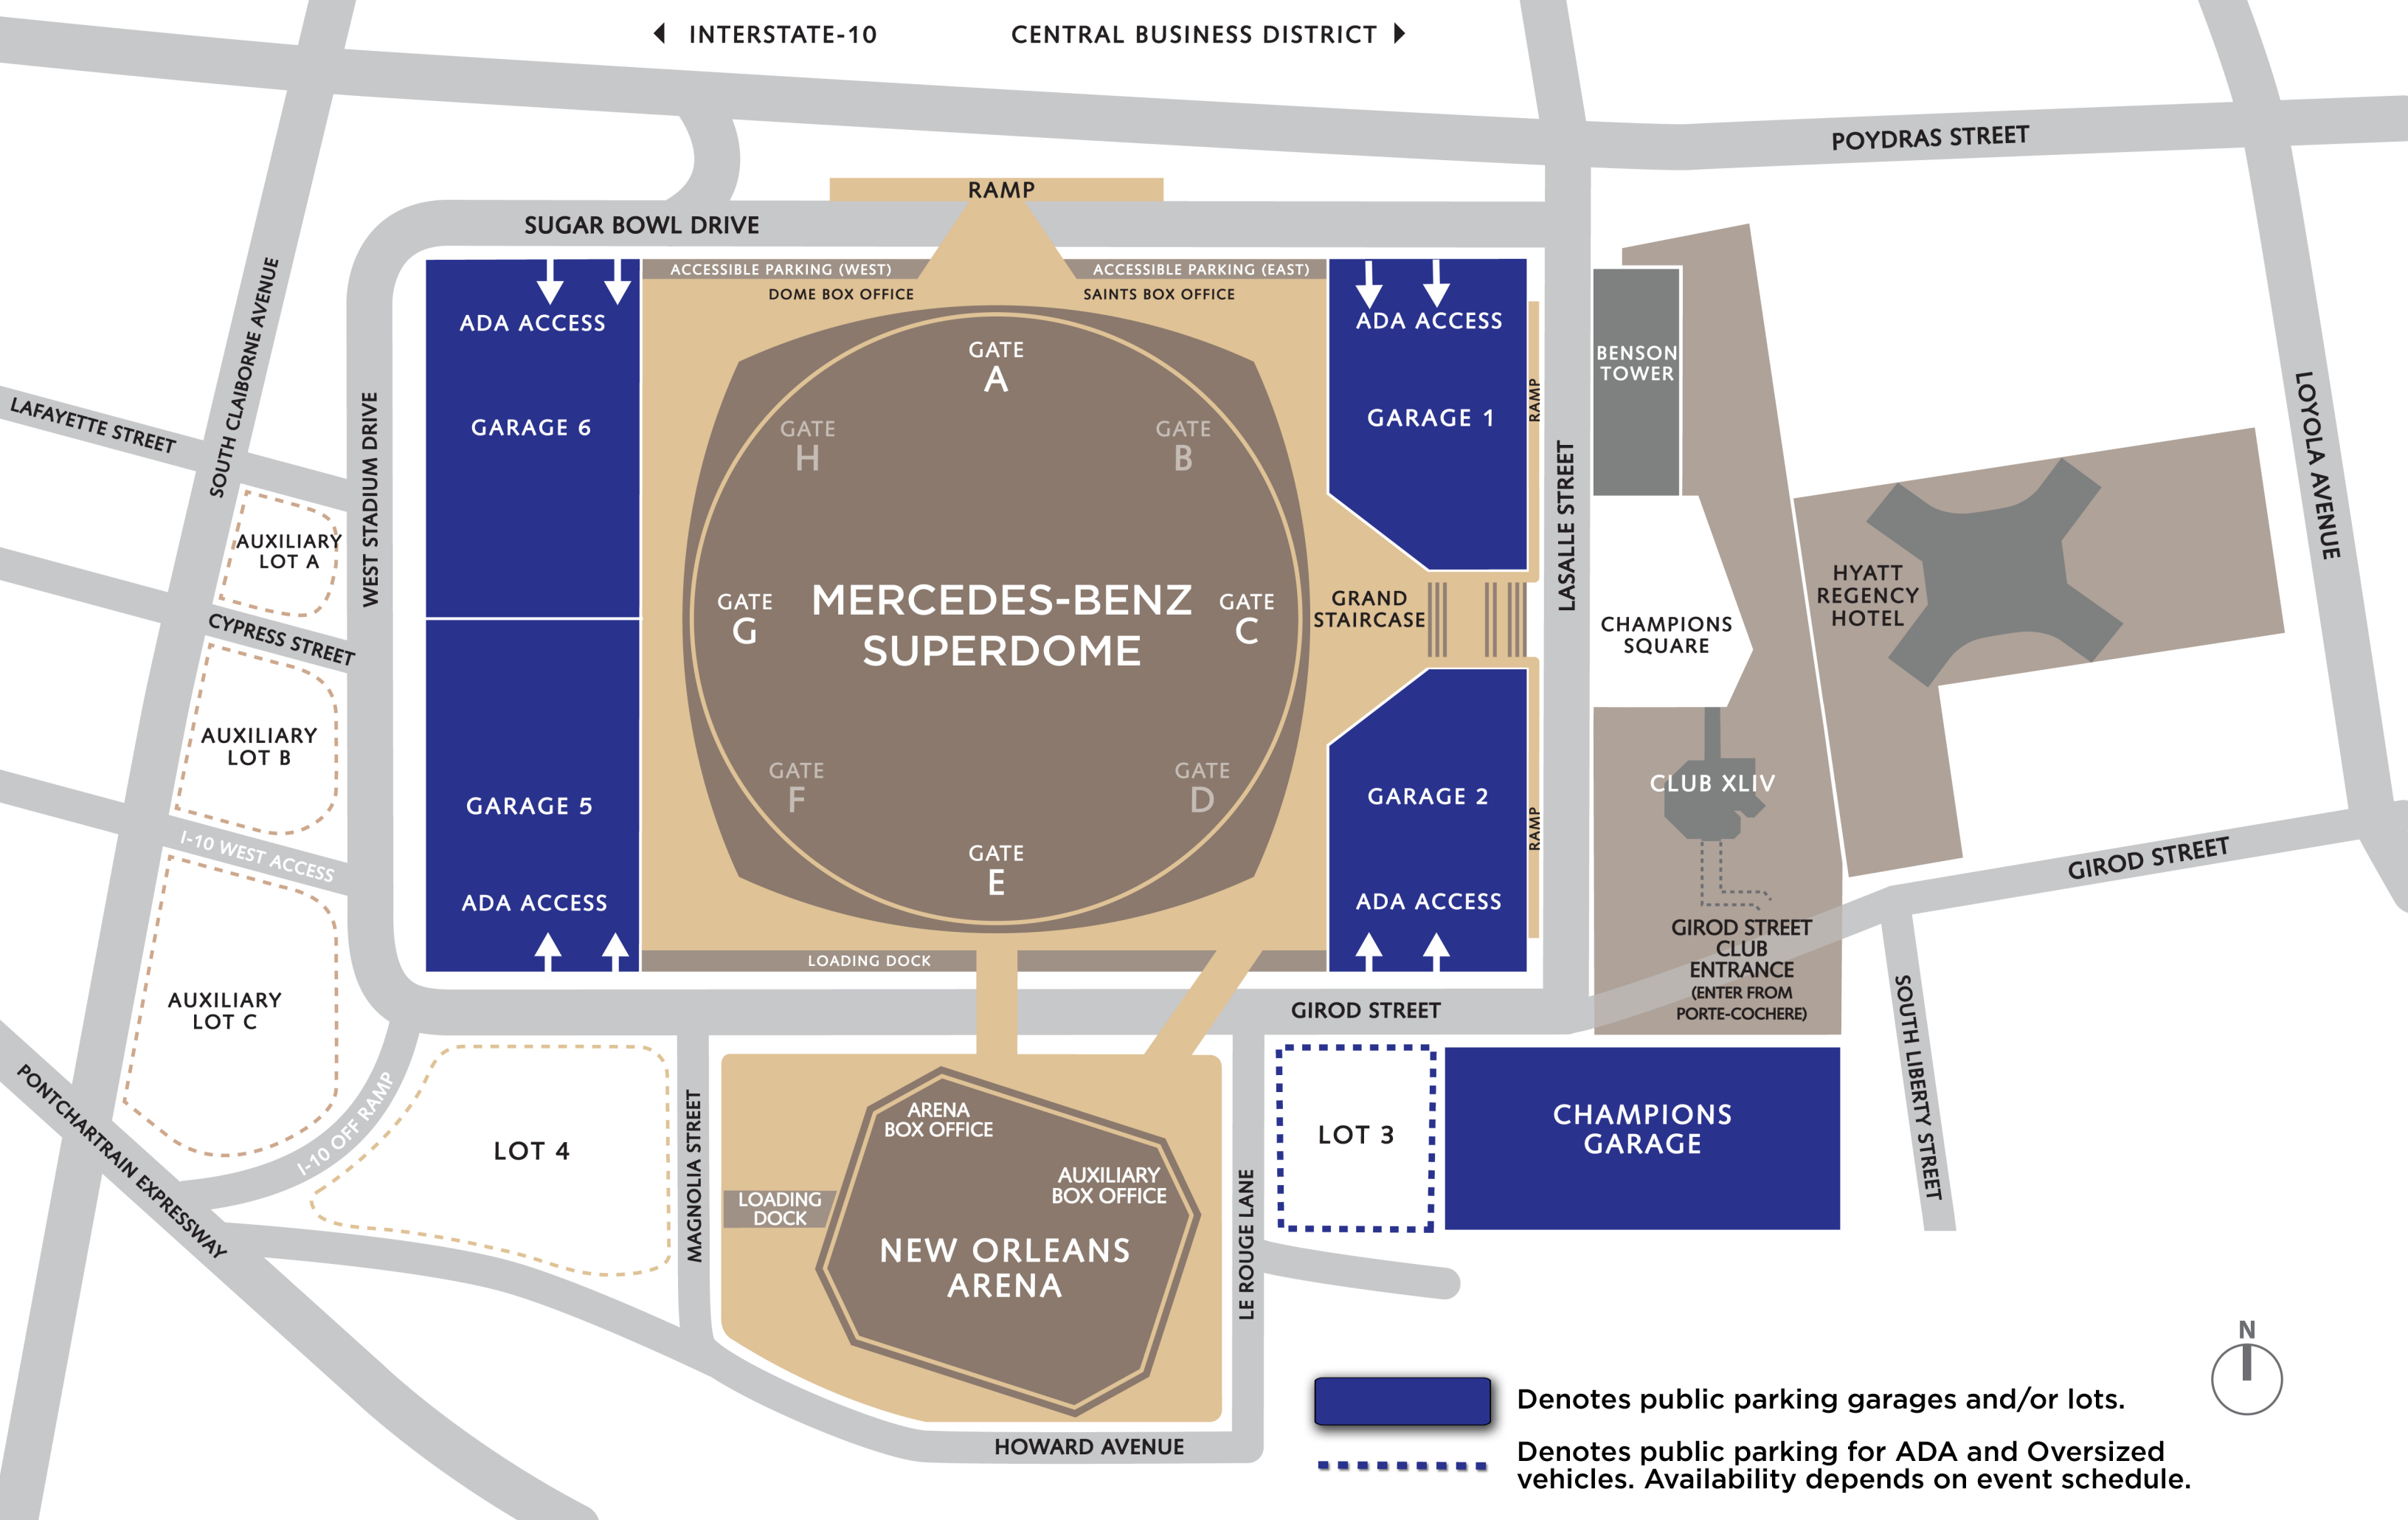 INTERSTATE-10
CENTRAL BUSINESS DISTRICT
POYDRAS STREET
RAMP
SUGAR BOWL DRIVE
ACCESSIBLE PARKING (WEST)
ACCESSIBLE PARKING (EAST)
DOME BOX OFFICE
SAINTS BOX OFFICE
ADA ACCESS
ADA ACCESS
GATE
A
BENSON
TOWER
RAMP
SOUTH CLAIBORNE AVENUE
LAFAYETTE STREET
WEST STADIUM DRIVE
GARAGE 6
GARAGE 1
GATE
H
GATE
B
LASALLE STREET
LOYOLA AVENUE
AUXILIARY
LOT A
HYATT
REGENCY
HOTEL
MERCEDES-BENZ
SUPERDOME
GATE
G
GATE
C
GRAND
STAIRCASE
CHAMPIONS
SQUARE
CYPRESS STREET
AUXILIARY
LOT B
GATE
F
GATE
D
CLUB XLIV
GARAGE 5
GARAGE 2
RAMP
I-10 WEST ACCESS
GATE
E
GIROD STREET
ADA ACCESS
ADA ACCESS
GIROD STREET
CLUB
ENTRANCE
(ENTER FROM
PORTE-COCHERE)
LOADING DOCK
AUXILIARY
LOT C
GIROD STREET
SOUTH LIBERTY STREET
PONTCHARTRAIN EXPRESSWAY
I-10 OFF RAMP
LOT 4
MAGNOLIA STREET
ARENA
BOX OFFICE
AUXILIARY
BOX OFFICE
LOADING
DOCK
NEW ORLEANS
ARENA
LE ROUGE LANE
LOT 3
CHAMPIONS
GARAGE
HOWARD AVENUE
N
Denotes public parking garages and/or lots.
Denotes public parking for ADA and Oversized
vehicles. Availability depends on event schedule.